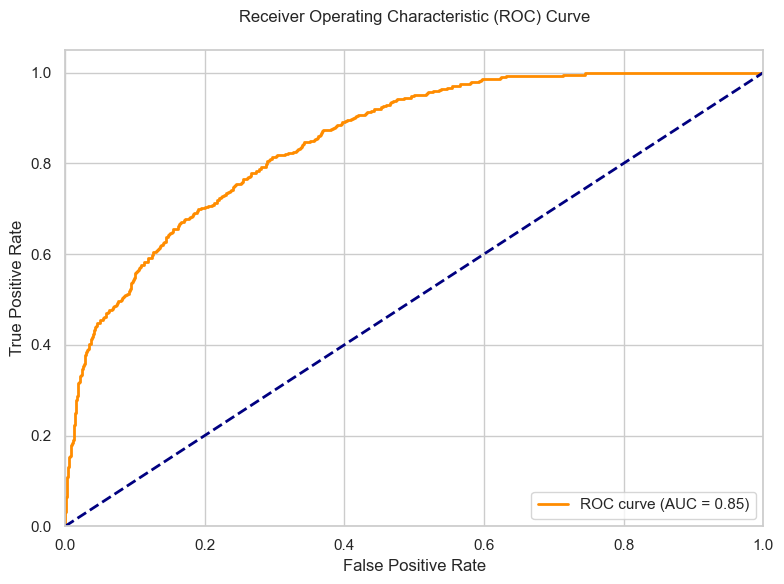 Receiver Operating Characteristic (ROC) Curve
1.0
0.8
0.6
0.4
0.2
0.0
True Positive Rate
ROC curve (AUC = 0.85)
0.0 0.2 0.4 0.6 0.8 1.0
False Positive Rate